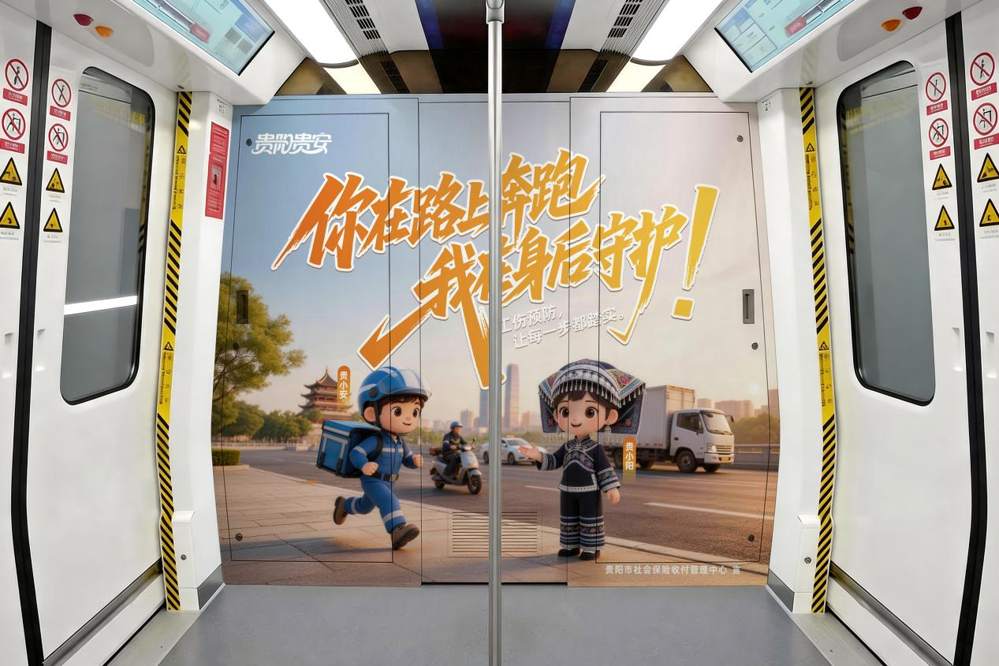 贵阳贵安
你在路上奔跑
我在身后守护！
工伤预防，
让每一步都踏实。
贵小安
贵小阳
贵阳市社会保险收付管理中心 宣